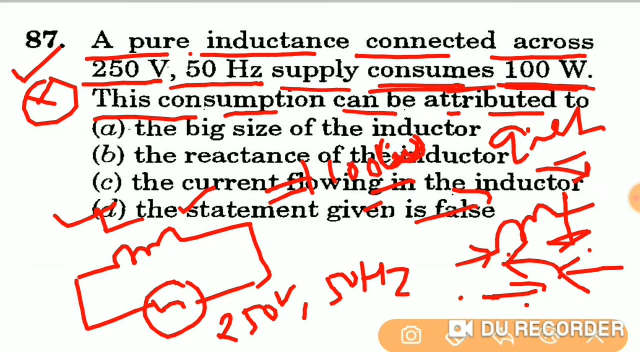 87. A pure inductance connected across
250 V, 50 Hz supply consumes 100 W.
This consumption can be attributed to
(a) the big size of the inductor
(b) the reactance of the inductor
(c) the current flowing in the inductor
(d) the statement given is false
250V, 50HZ
DU RECORDER